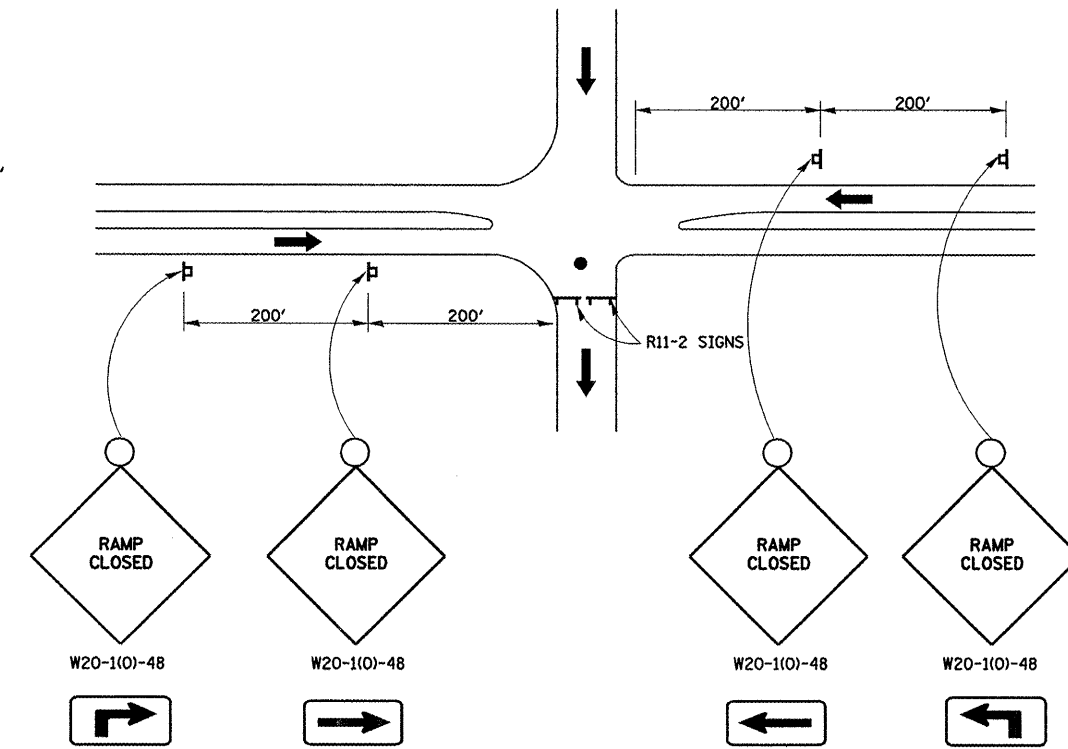 200' 200'
200' 200'
R11-2 SIGNS
RAMP
CLOSED
RAMP
CLOSED
RAMP
CLOSED
RAMP
CLOSED
W20-1(O)-48
W20-1(O)-48
W20-1(O)-48
W20-1(O)-48